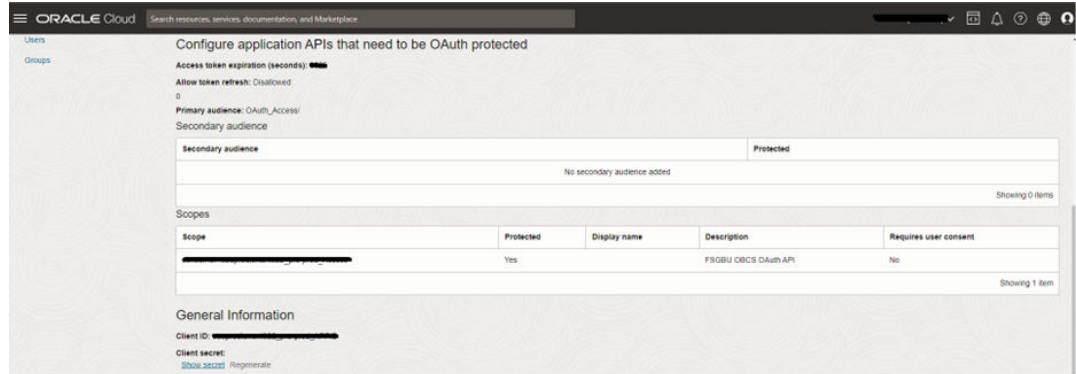 ORACLE Cloud
Search resources, services, documentation, and Marketplace
Users
Groups
Configure application APIs that need to be OAuth protected
Access token expiration (seconds):
Allow token refresh: Disallowed
0
Primary audience: OAuth_Access/
Secondary audience
Secondary audience Protected
No secondary audience added
Showing 0 items
Scopes
Scope Protected Display name Description Requires user consent
Yes FSGBU OBCS OAuth API No
Showing 1 item
General Information
Client ID:
Client secret:
Show secret Regenerate